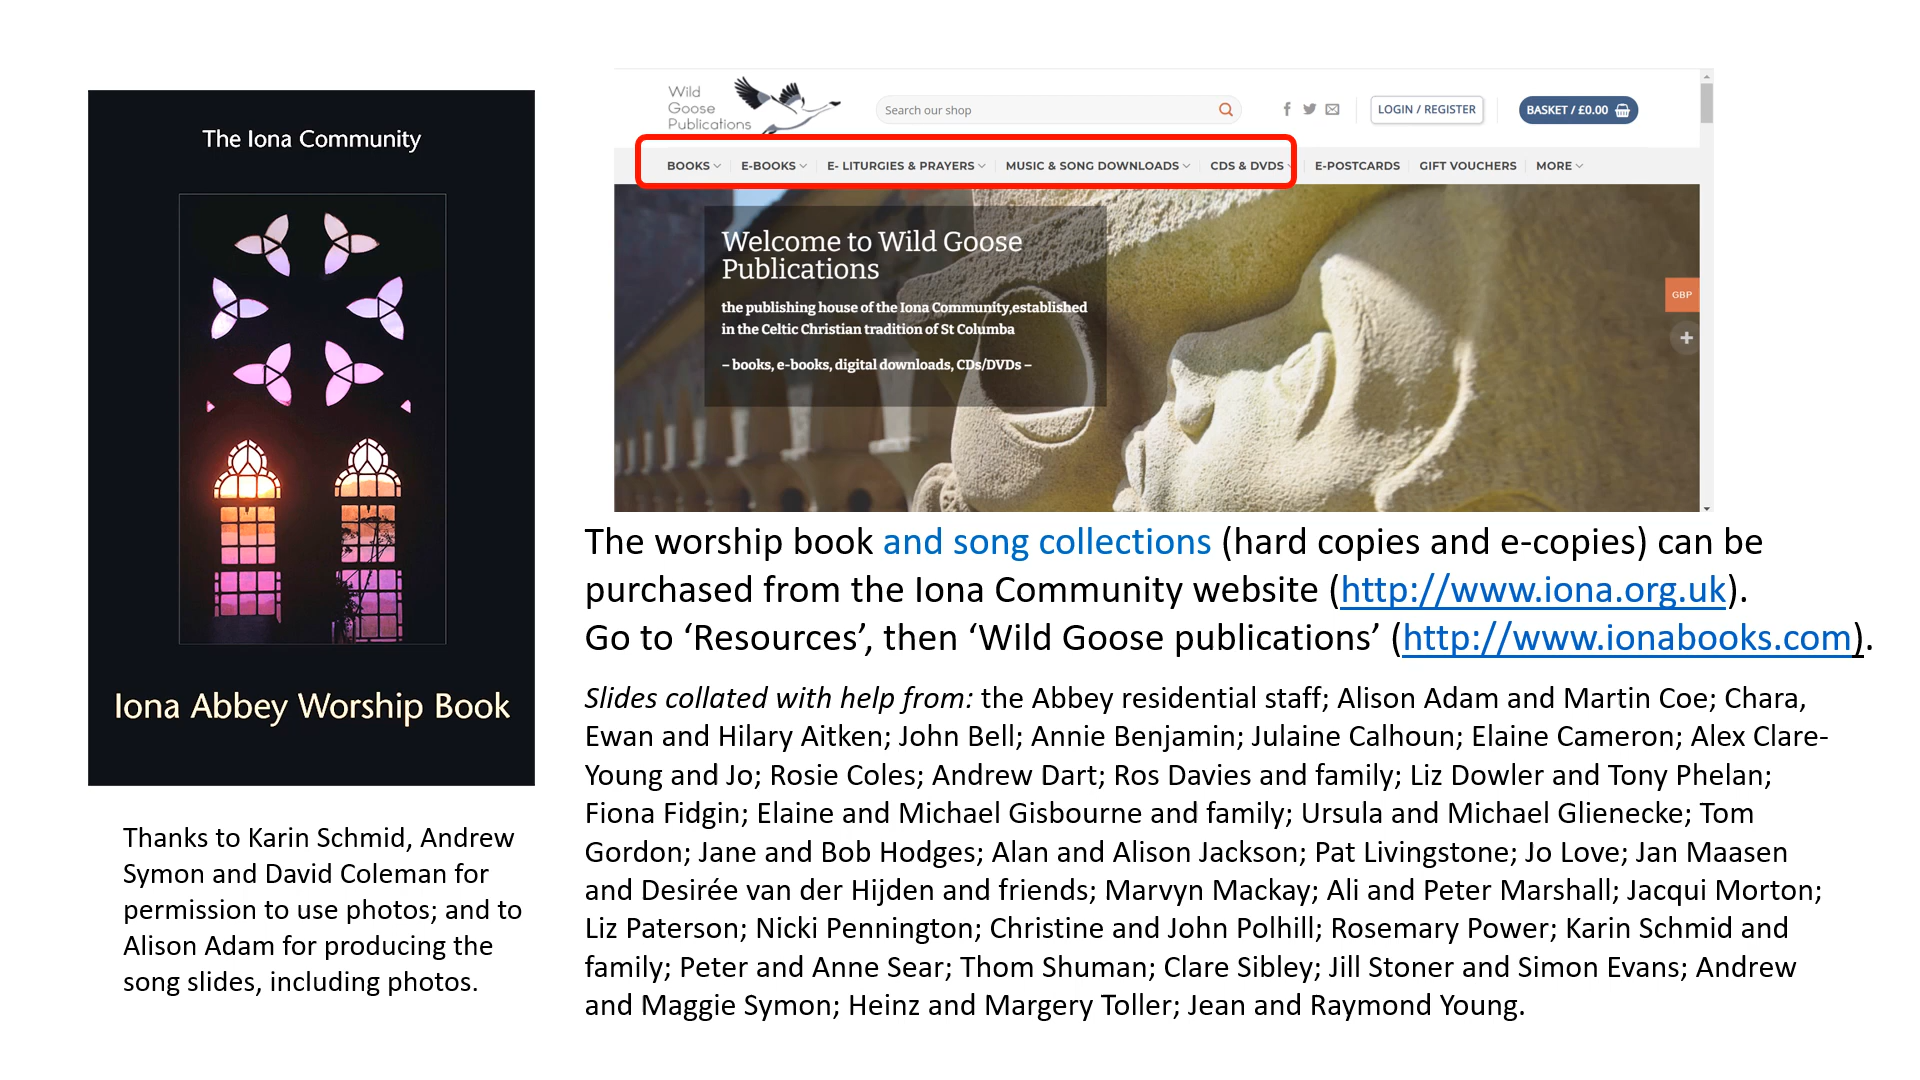 The Iona Community
Iona Abbey Worship Book
Thanks to Karin Schmid, Andrew
Symon and David Coleman for
permission to use photos; and to
Alison Adam for producing the
song slides, including photos.
Wild
Goose
Publications
Search our shop
LOGIN / REGISTER
BASKET / £0.00
BOOKS E-BOOKS E- LITURGIES & PRAYERS MUSIC & SONG DOWNLOADS CDS & DVDS E-POSTCARDS GIFT VOUCHERS MORE
Welcome to Wild Goose
Publications
the publishing house of the Iona Community,established
in the Celtic Christian tradition of St Columba
– books, e-books, digital downloads, CDs/DVDs –
GBP
The worship book and song collections (hard copies and e-copies) can be
purchased from the Iona Community website (http://www.iona.org.uk).
Go to ‘Resources’, then ‘Wild Goose publications’ (http://www.ionabooks.com).
Slides collated with help from: the Abbey residential staff; Alison Adam and Martin Coe; Chara,
Ewan and Hilary Aitken; John Bell; Annie Benjamin; Julaine Calhoun; Elaine Cameron; Alex Clare-
Young and Jo; Rosie Coles; Andrew Dart; Ros Davies and family; Liz Dowler and Tony Phelan;
Fiona Fidgin; Elaine and Michael Gisbourne and family; Ursula and Michael Glienecke; Tom
Gordon; Jane and Bob Hodges; Alan and Alison Jackson; Pat Livingstone; Jo Love; Jan Maasen
and Desirée van der Hijden and friends; Marvyn Mackay; Ali and Peter Marshall; Jacqui Morton;
Liz Paterson; Nicki Pennington; Christine and John Polhill; Rosemary Power; Karin Schmid and
family; Peter and Anne Sear; Thom Shuman; Clare Sibley; Jill Stoner and Simon Evans; Andrew
and Maggie Symon; Heinz and Margery Toller; Jean and Raymond Young.